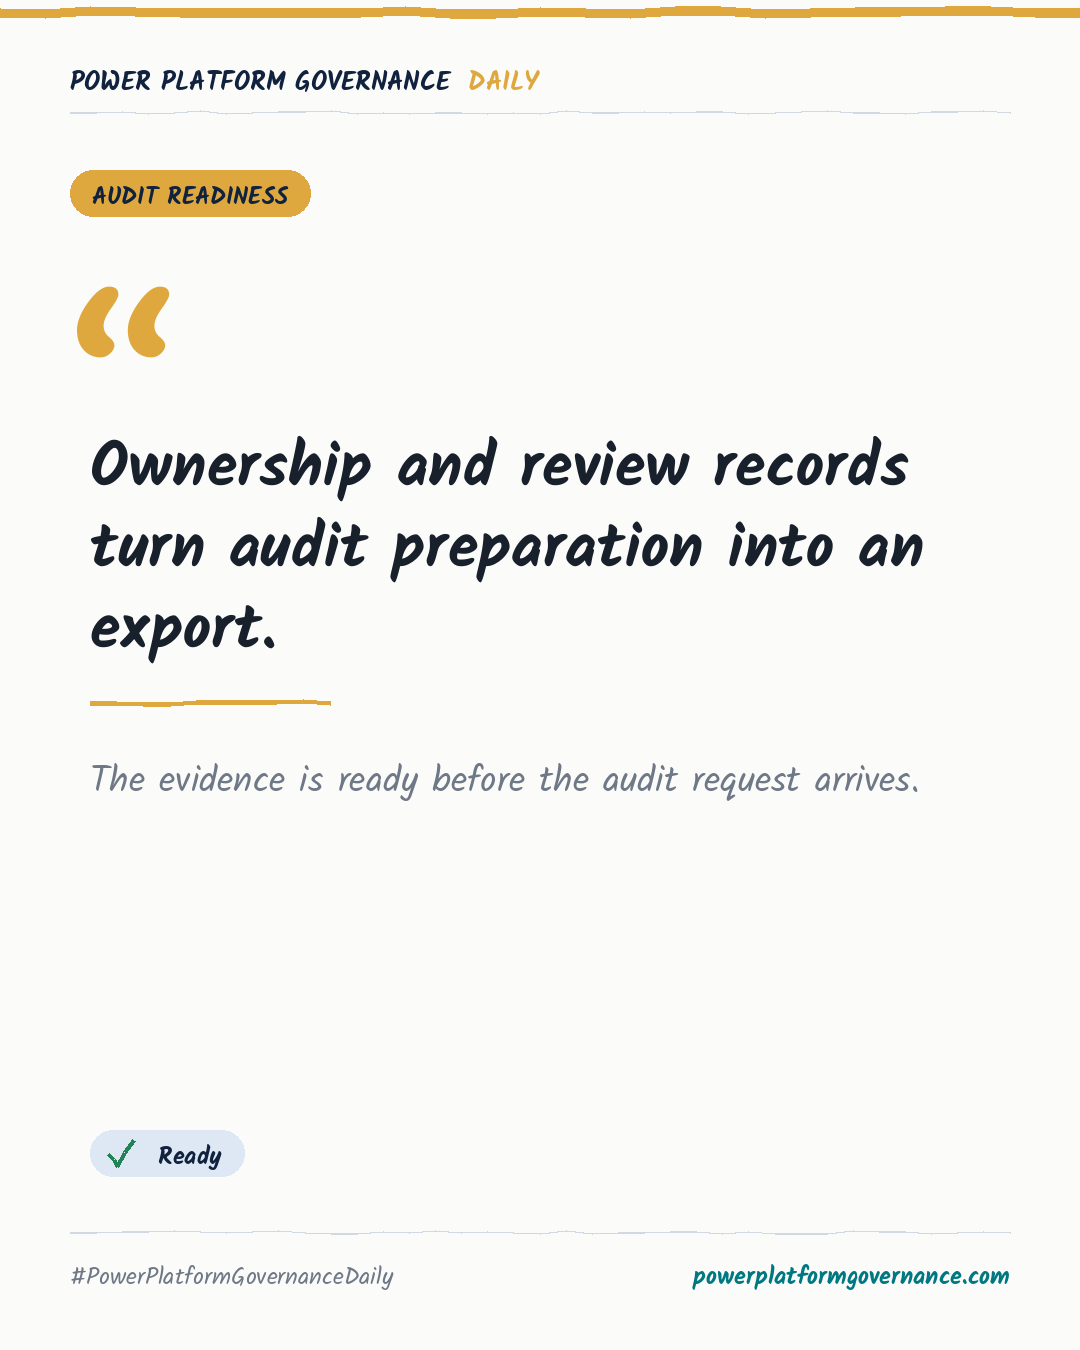 POWER PLATFORM GOVERNANCE DAILY
AUDIT READINESS
“
Ownership and review records
turn audit preparation into an
export.
The evidence is ready before the audit request arrives.
✓ Ready
#PowerPlatformGovernanceDaily
powerplatformgovernance.com